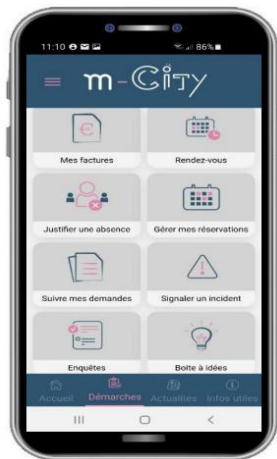 11:10 86%
m-City
Mes factures Rendez-vous
Justifier une absence Gérer mes réservations
Suivre mes demandes Signaler un incident
Enquêtes Boite à idées
Accueil Démarches Actualités Infos utiles